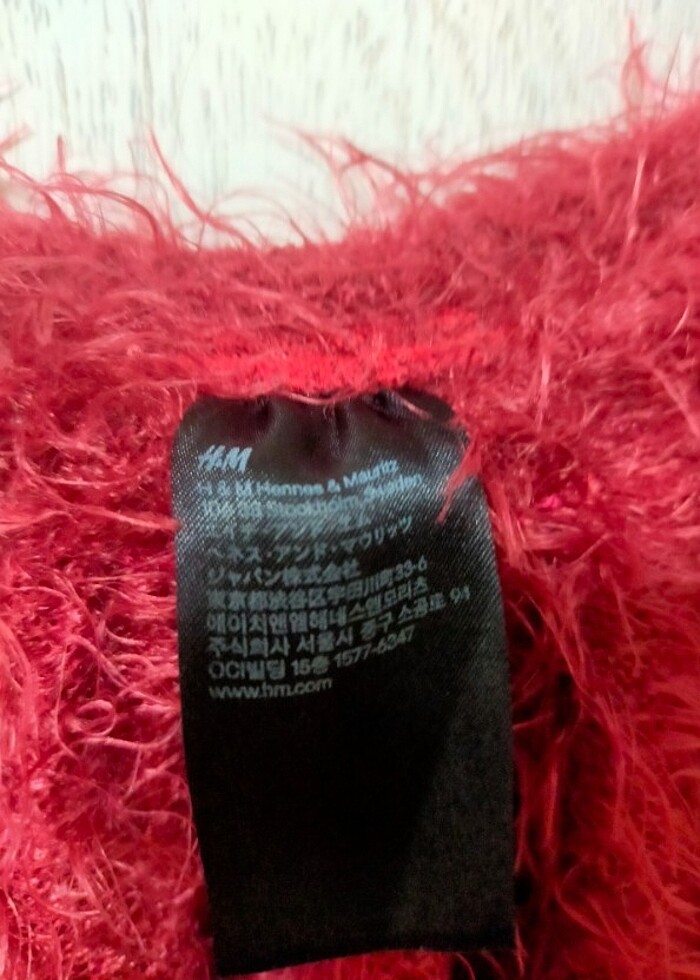 H&M
H & M Hennes & Mauritz
106 38 Stockholm, Sweden
ヘネス・アンド・マウリッツ
ジャパン株式会社
東京都渋谷区宇田川町33-6
에이치앤엠헤네스앤모리츠
주식회사 서울시 중구 소공로 94
OCI빌딩 15층 1577-6347
www.hm.com